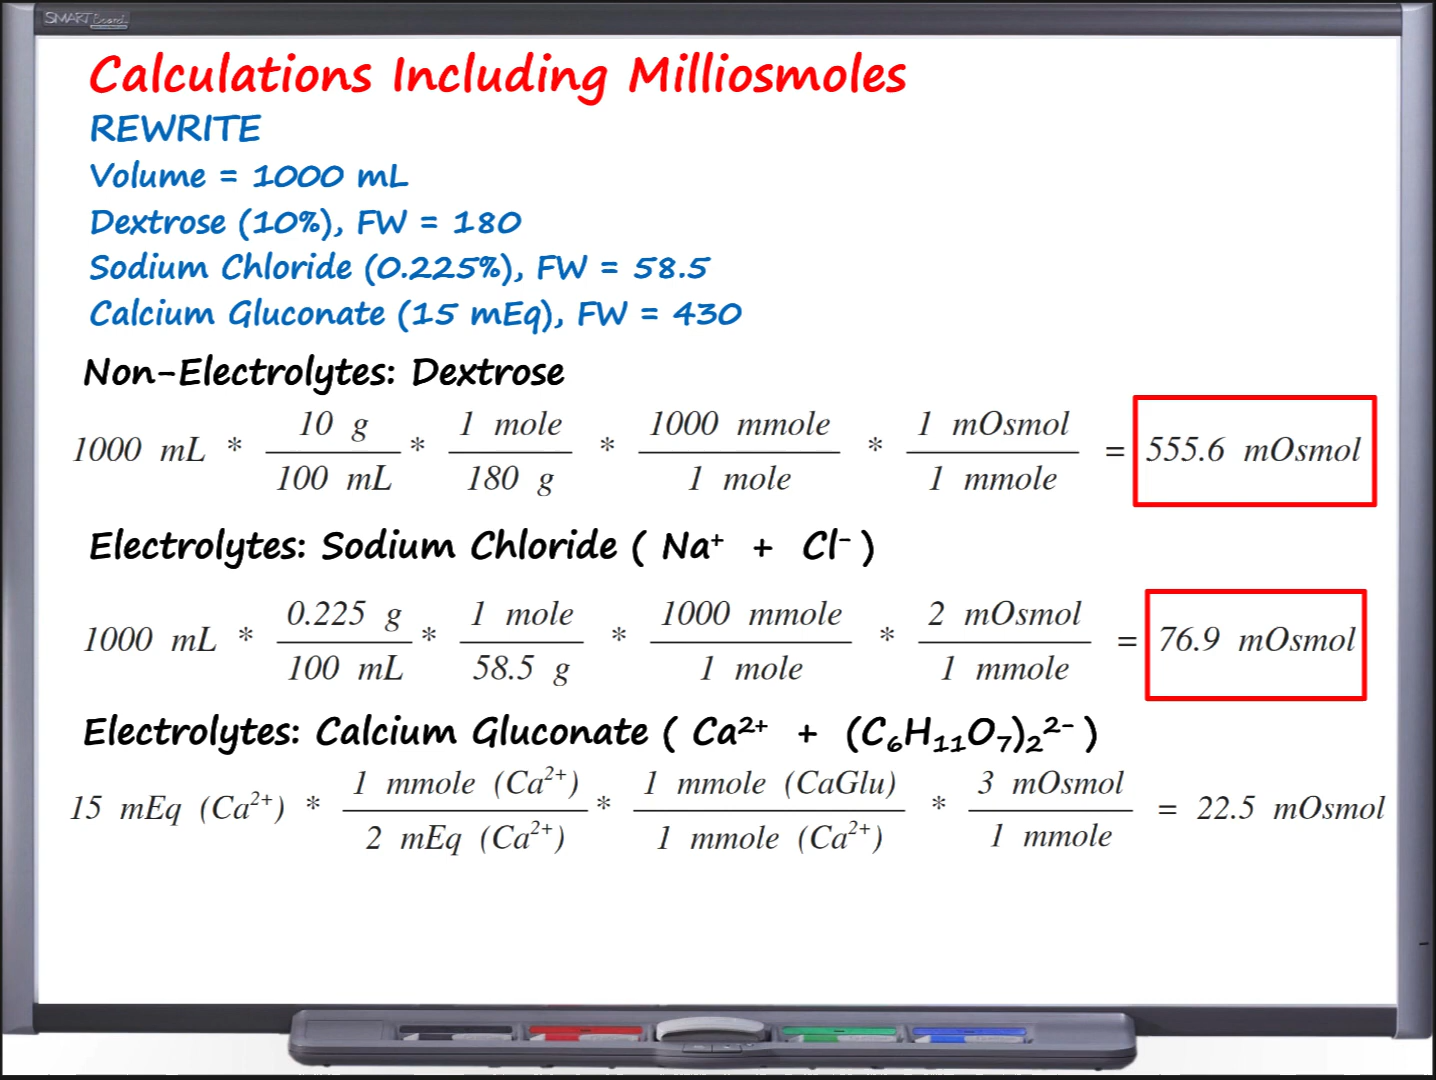 SMART Board
Calculations Including Milliosmoles
REWRITE
Volume = 1000 mL
Dextrose (10%), FW = 180
Sodium Chloride (0.225%), FW = 58.5
Calcium Gluconate (15 mEq), FW = 430
Non-Electrolytes: Dextrose
1000 mL * 10 g / 100 mL * 1 mole / 180 g * 1000 mmole / 1 mole * 1 mOsmol / 1 mmole = 555.6 mOsmol
Electrolytes: Sodium Chloride ( Na⁺ + Cl⁻ )
1000 mL * 0.225 g / 100 mL * 1 mole / 58.5 g * 1000 mmole / 1 mole * 2 mOsmol / 1 mmole = 76.9 mOsmol
Electrolytes: Calcium Gluconate ( Ca²⁺ + (C₆H₁₁O₇)₂²⁻ )
15 mEq (Ca²⁺) * 1 mmole (Ca²⁺) / 2 mEq (Ca²⁺) * 1 mmole (CaGlu) / 1 mmole (Ca²⁺) * 3 mOsmol / 1 mmole = 22.5 mOsmol